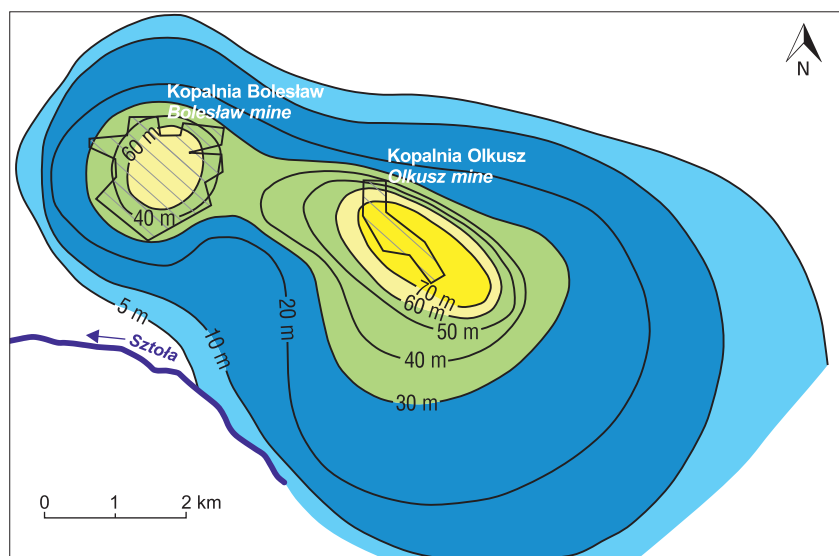 N
Kopalnia Bolesław
Bolesław mine
60 m
40 m
Kopalnia Olkusz
Olkusz mine
70 m
60 m
50 m
40 m
30 m
20 m
10 m
5 m
Sztoła
0 1 2 km